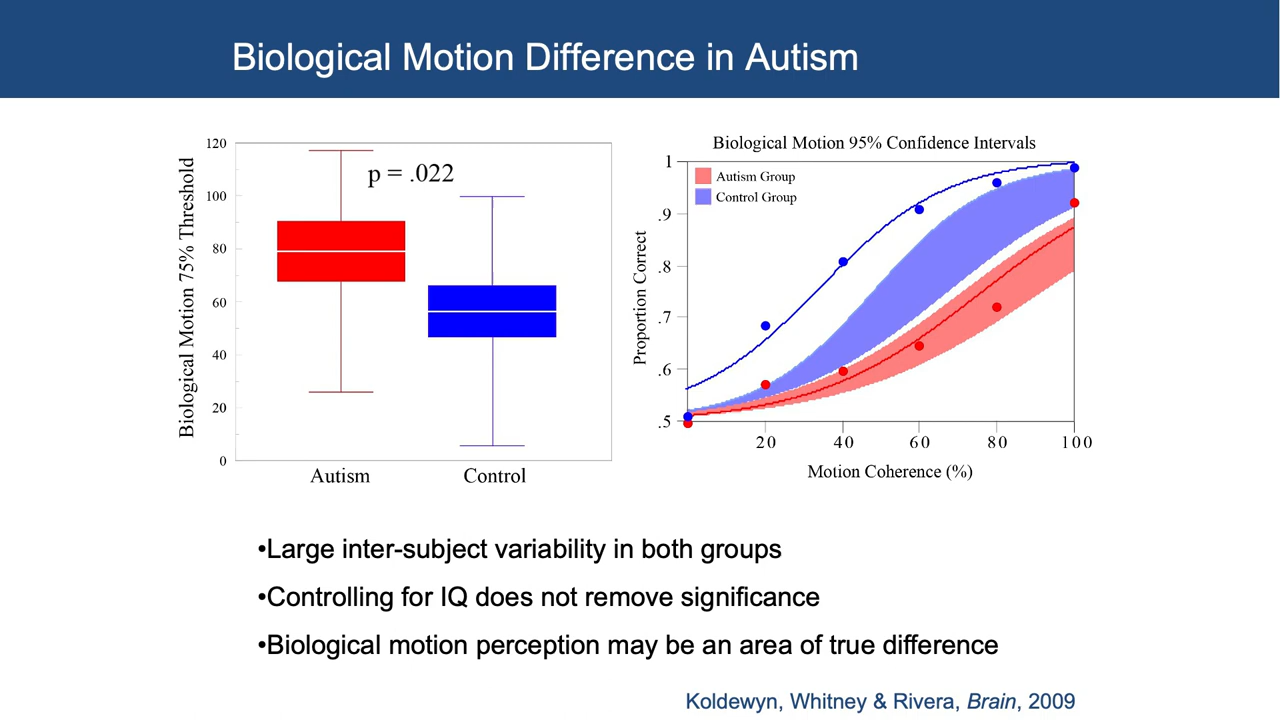 Biological Motion Difference in Autism
Biological Motion 75% Threshold
120
100
80
60
40
20
0
p = .022
Autism
Control
Biological Motion 95% Confidence Intervals
Autism Group
Control Group
Proportion Correct
1
.9
.8
.7
.6
.5
20 40 60 80 100
Motion Coherence (%)
•Large inter-subject variability in both groups
•Controlling for IQ does not remove significance
•Biological motion perception may be an area of true difference
Koldewyn, Whitney & Rivera, Brain, 2009